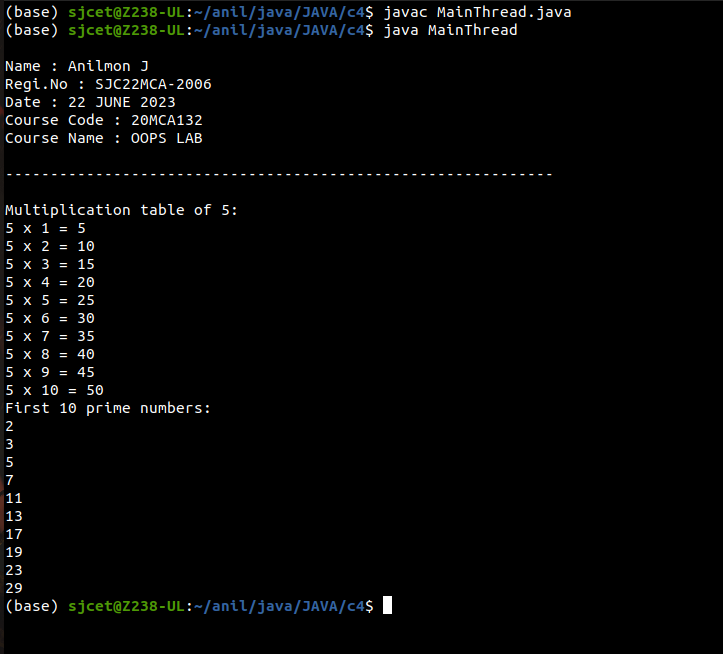 (base) sjcet@Z238-UL:~/anil/java/JAVA/c4$ javac MainThread.java
(base) sjcet@Z238-UL:~/anil/java/JAVA/c4$ java MainThread
Name : Anilmon J
Regi.No : SJC22MCA-2006
Date : 22 JUNE 2023
Course Code : 20MCA132
Course Name : OOPS LAB
-------------------------------------------------------------
Multiplication table of 5:
5 x 1 = 5
5 x 2 = 10
5 x 3 = 15
5 x 4 = 20
5 x 5 = 25
5 x 6 = 30
5 x 7 = 35
5 x 8 = 40
5 x 9 = 45
5 x 10 = 50
First 10 prime numbers:
2
3
5
7
11
13
17
19
23
29
(base) sjcet@Z238-UL:~/anil/java/JAVA/c4$